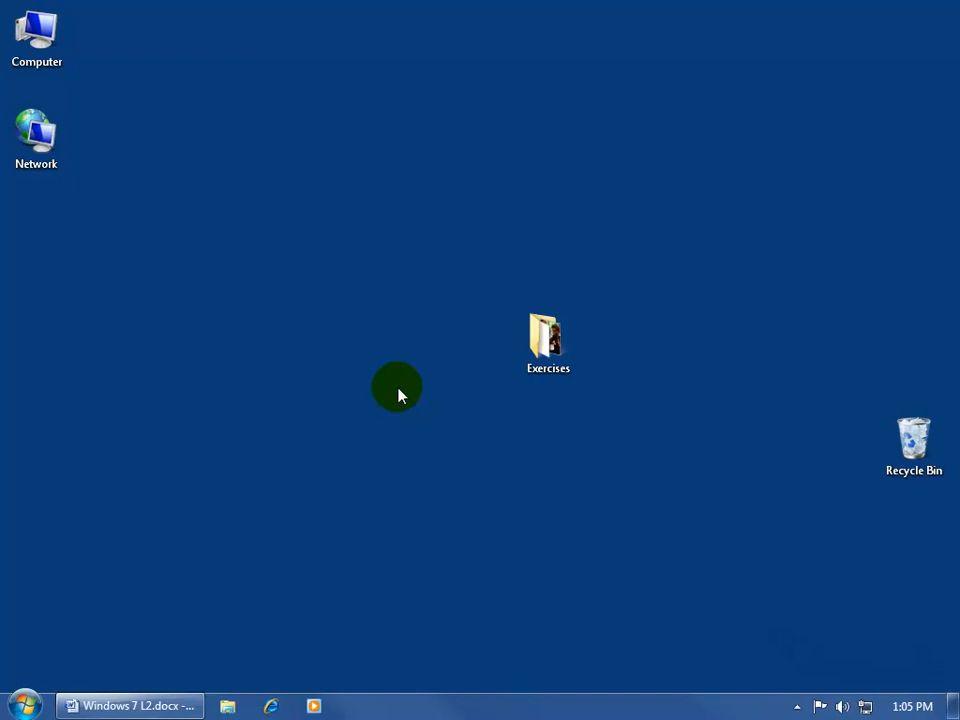 Computer
Network
Exercises
Recycle Bin
Windows 7 L2.docx -...
1:05 PM